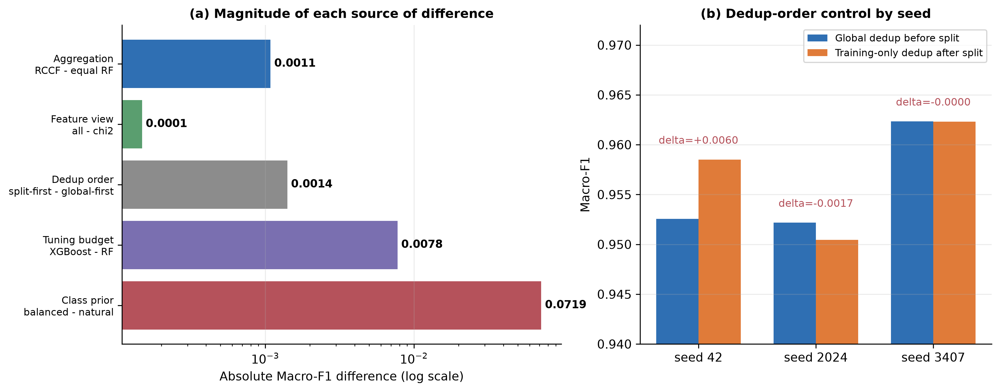 (a) Magnitude of each source of difference
Aggregation
RCCF - equal RF
0.0011
Feature view
all - chi2
0.0001
Dedup order
split-first - global-first
0.0014
Tuning budget
XGBoost - RF
0.0078
Class prior
balanced - natural
0.0719
10⁻³
10⁻²
Absolute Macro-F1 difference (log scale)
(b) Dedup-order control by seed
Global dedup before split
Training-only dedup after split
Macro-F1
0.970
0.965
0.960
0.955
0.950
0.945
0.940
delta=+0.0060
delta=-0.0017
delta=-0.0000
seed 42
seed 2024
seed 3407